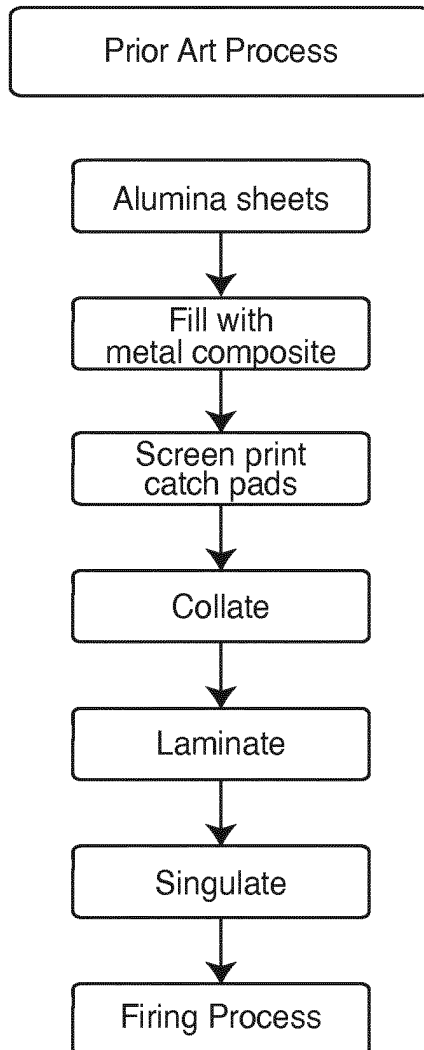 Prior Art Process
Alumina sheets
Fill with
metal composite
Screen print
catch pads
Collate
Laminate
Singulate
Firing Process